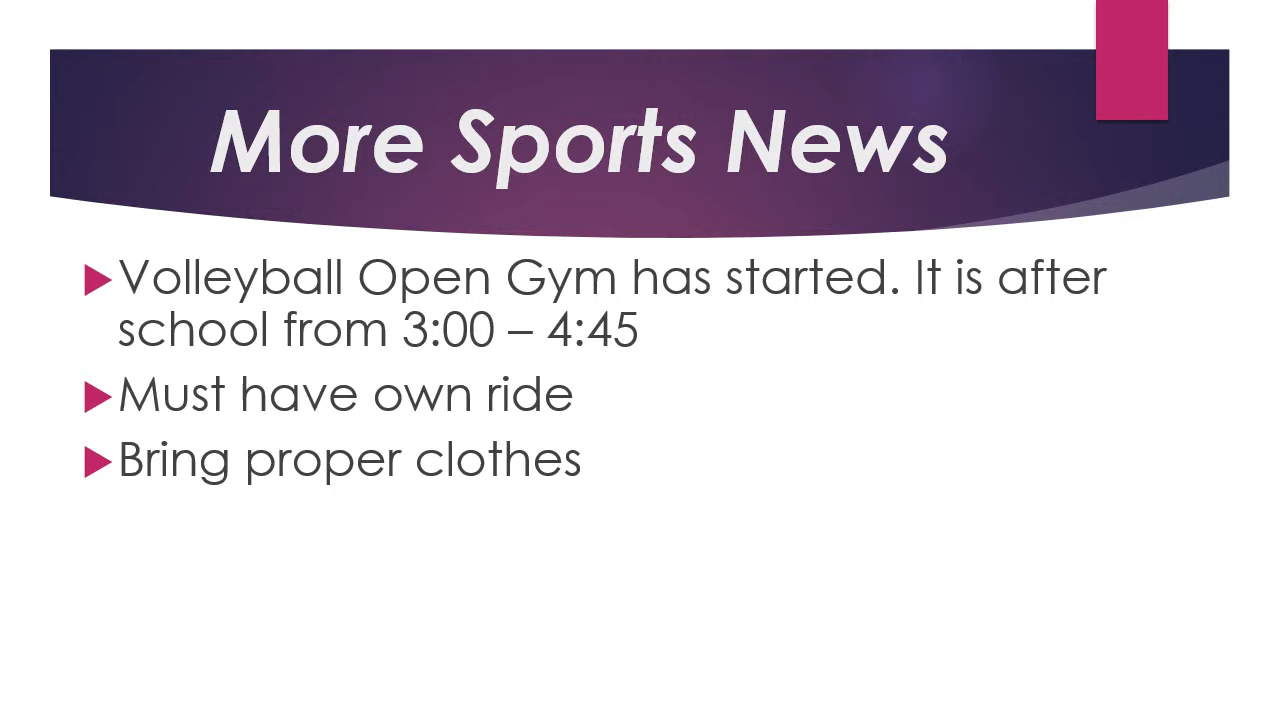 More Sports News
Volleyball Open Gym has started. It is after
school from 3:00 – 4:45
Must have own ride
Bring proper clothes